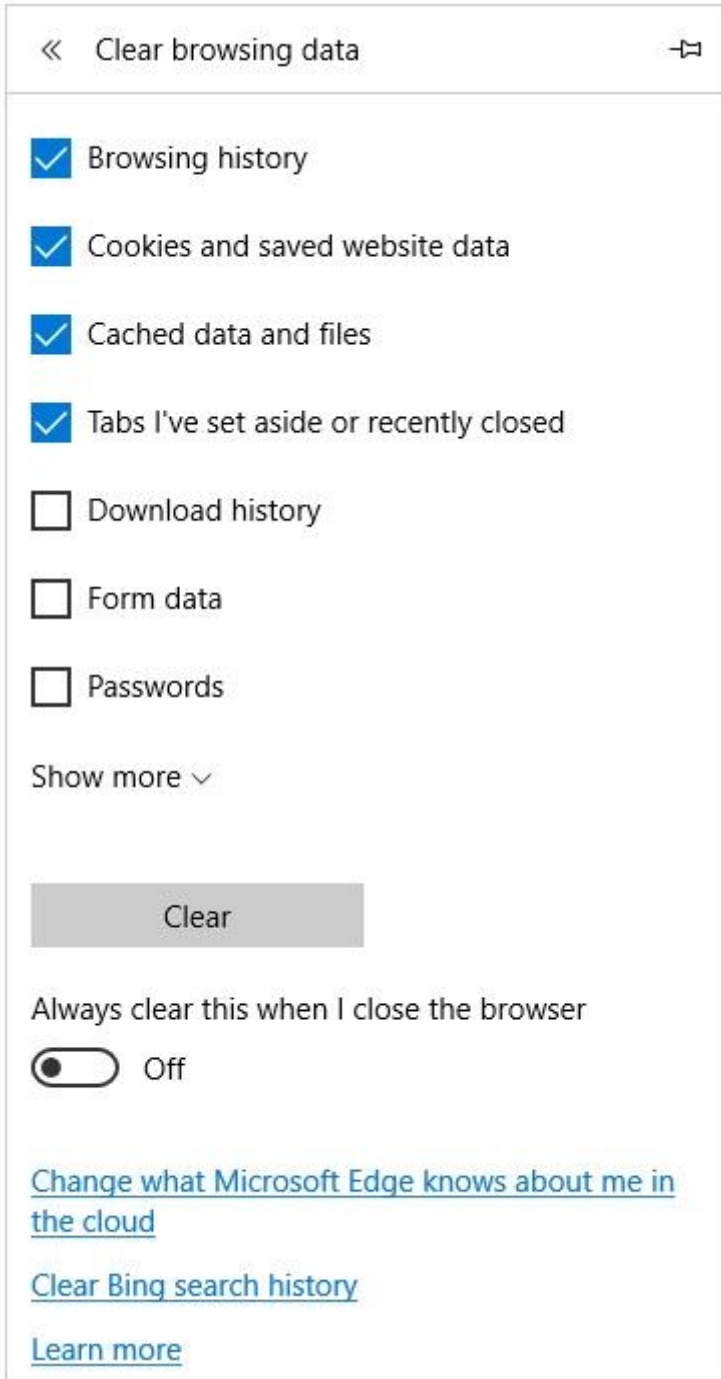 Clear browsing data
Browsing history
Cookies and saved website data
Cached data and files
Tabs I've set aside or recently closed
Download history
Form data
Passwords
Show more
Clear
Always clear this when I close the browser
Off
Change what Microsoft Edge knows about me in
the cloud
Clear Bing search history
Learn more